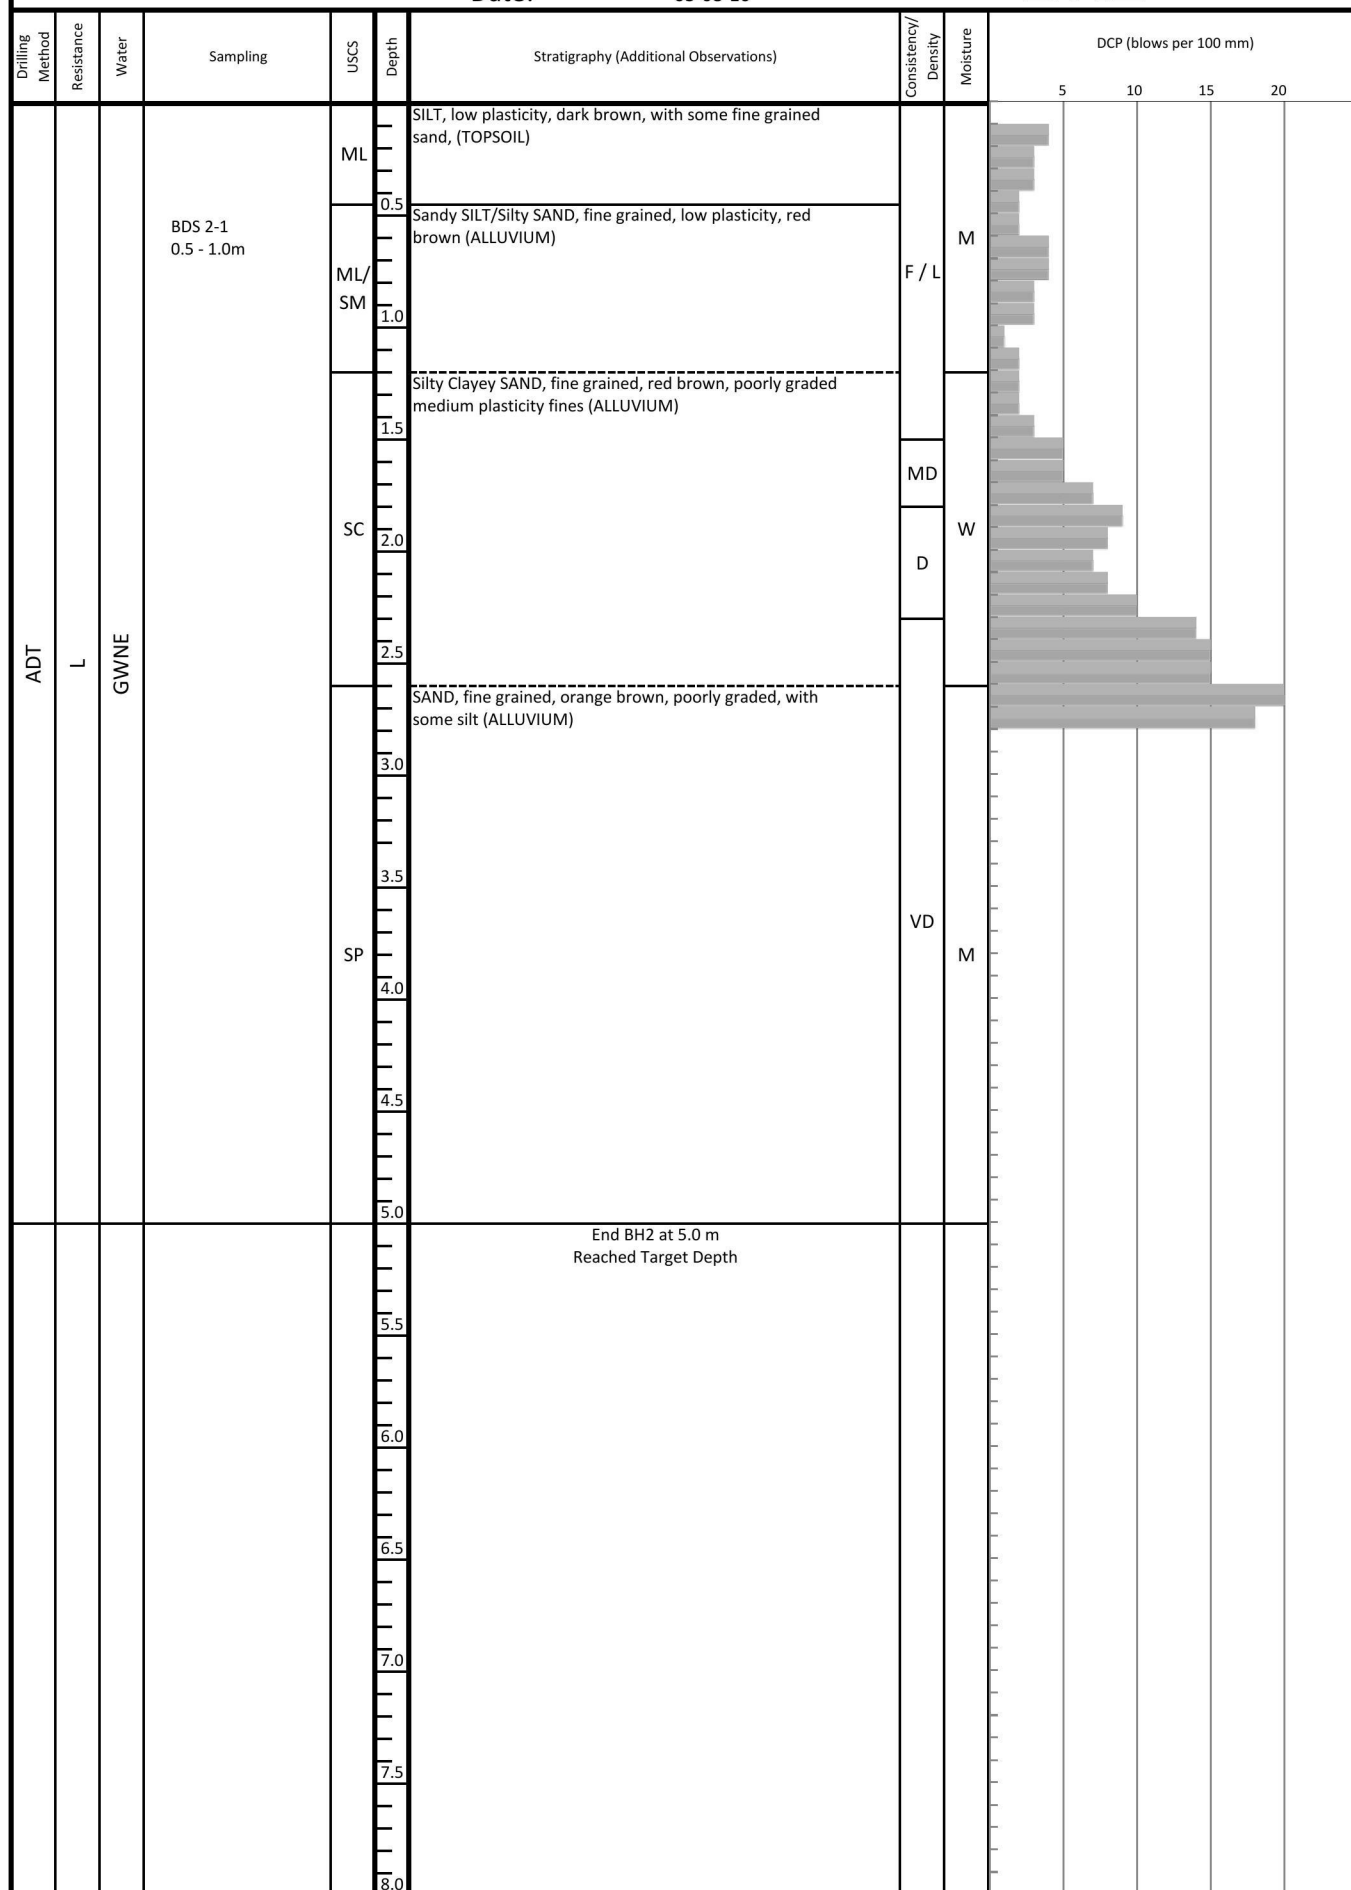 Drilling Method
Resistance
Water
Sampling
USCS
Depth
Stratigraphy (Additional Observations)
Consistency/ Density
Moisture
DCP (blows per 100 mm)
5 10 15 20
SILT, low plasticity, dark brown, with some fine grained
sand, (TOPSOIL)
ML
0.5
Sandy SILT/Silty SAND, fine grained, low plasticity, red
brown (ALLUVIUM)
BDS 2-1
0.5 - 1.0m
M
ML/
SM
F / L
1.0
Silty Clayey SAND, fine grained, red brown, poorly graded
medium plasticity fines (ALLUVIUM)
1.5
MD
SC
W
2.0
D
ADT
L
GWNE
2.5
SAND, fine grained, orange brown, poorly graded, with
some silt (ALLUVIUM)
3.0
3.5
VD
SP
M
4.0
4.5
5.0
End BH2 at 5.0 m
Reached Target Depth
5.5
6.0
6.5
7.0
7.5
8.0